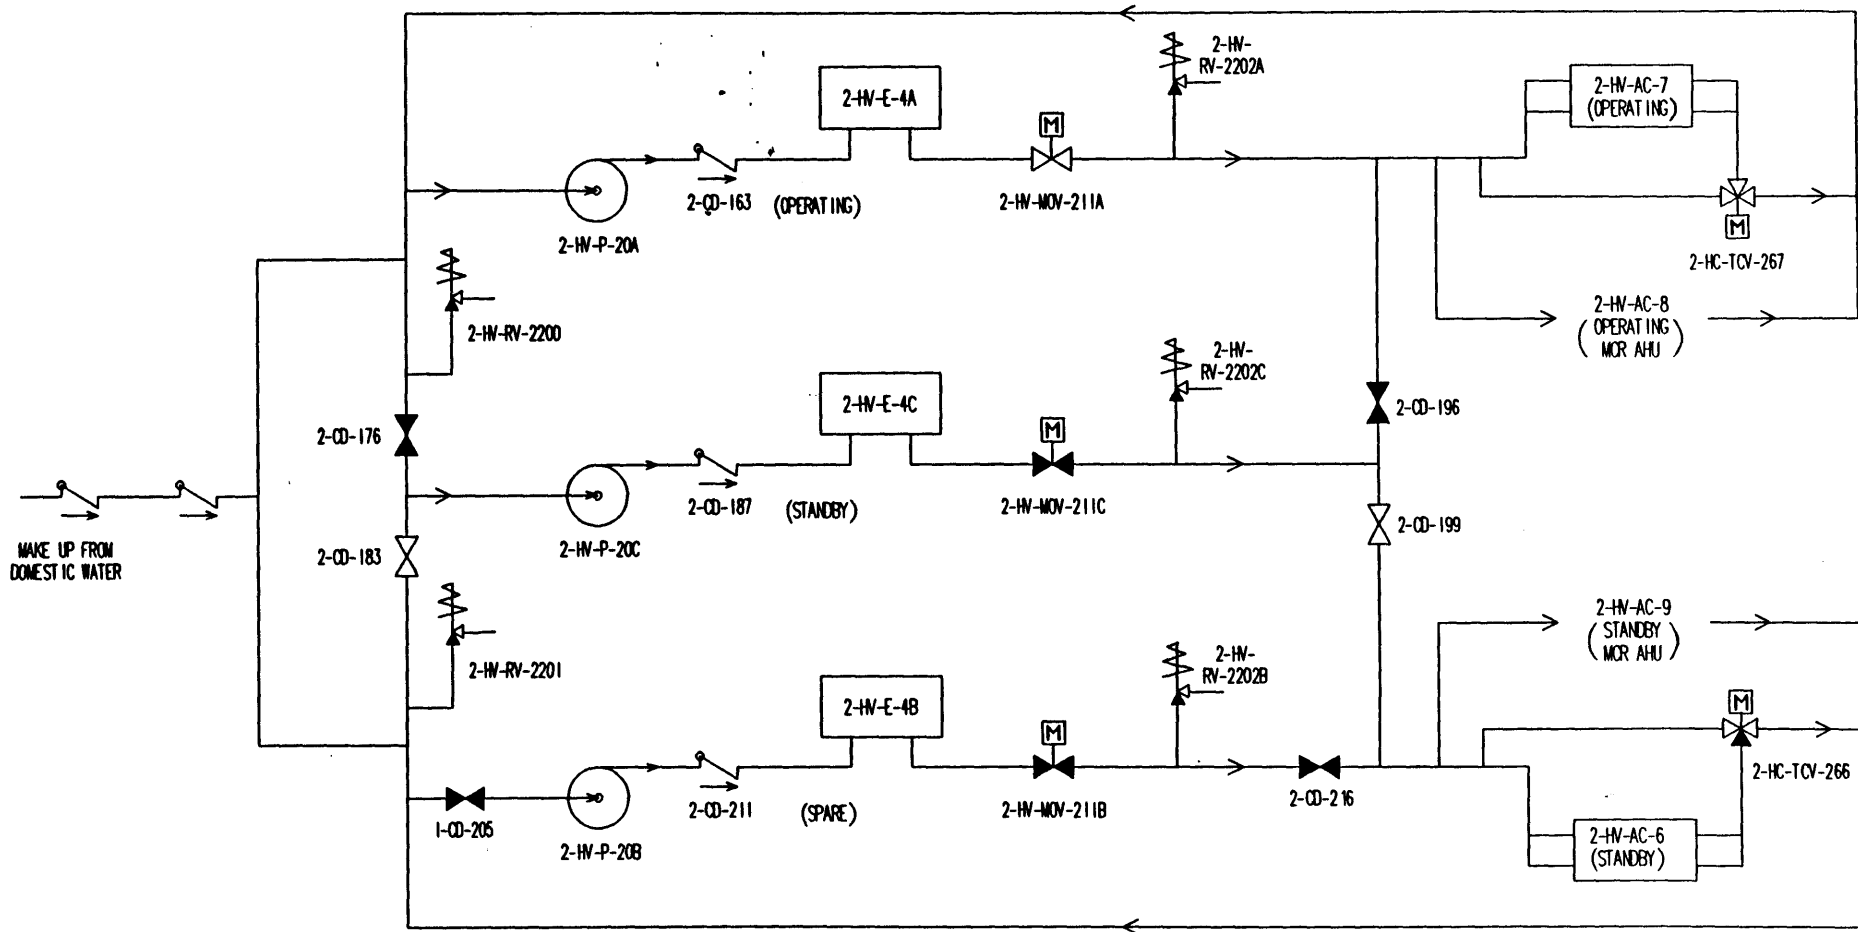 2-HV-
RV-2202A
2-HV-E-4A
2-HV-AC-7
(OPERATING)
M
2-CD-163
(OPERATING)
2-HV-MOV-211A
2-HV-P-20A
M
2-HC-TCV-267
2-HV-RV-2200
2-HV-AC-8
(OPERATING
MCR AHU)
2-HV-
RV-2202C
2-HV-E-4C
2-CD-196
2-CD-176
M
2-CD-187
(STANDBY)
2-HV-MOV-211C
2-CD-199
2-HV-P-20C
MAKE UP FROM
DOMESTIC WATER
2-CD-183
2-HV-AC-9
(STANDBY
MCR AHU)
2-HV-RV-2201
2-HV-
RV-2202B
2-HV-E-4B
M
M
2-HC-TCV-266
2-CD-211
(SPARE)
2-HV-MOV-211B
2-CD-216
1-CD-205
2-HV-P-20B
2-HV-AC-6
(STANDBY)